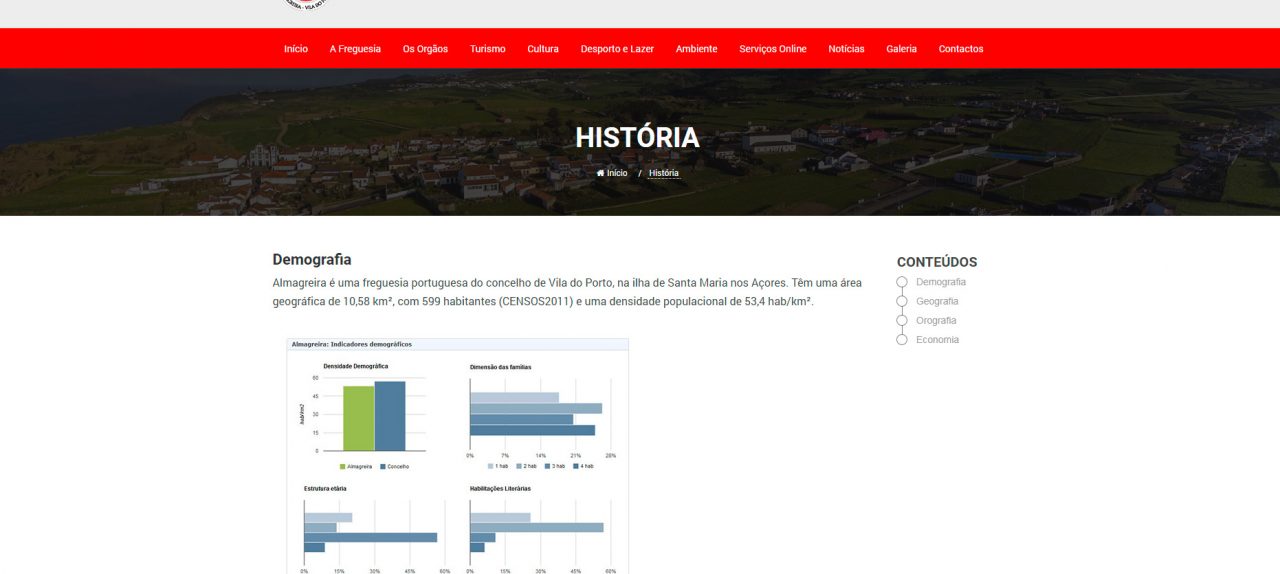 Início A Freguesia Os Orgãos Turismo Cultura Desporto e Lazer Ambiente Serviços Online Notícias Galeria Contactos
HISTÓRIA
Início / História
Demografia
Almagreira é uma freguesia portuguesa do concelho de Vila do Porto, na ilha de Santa Maria nos Açores. Têm uma área
geográfica de 10,58 km², com 599 habitantes (CENSOS2011) e uma densidade populacional de 53,4 hab/km².
CONTEÚDOS
Demografia
Geografia
Orografia
Economia
Almagreira: Indicadores demográficos
Densidade Demográfica
60
45
30
15
0
hab/km2
Almagreira Concelho
Dimensão das famílias
0% 7% 14% 21% 28%
1 hab 2 hab 3 hab 4 hab
Estrutura etária
0% 15% 30% 45% 60%
Habilitações Literárias
0% 15% 30% 45% 60%